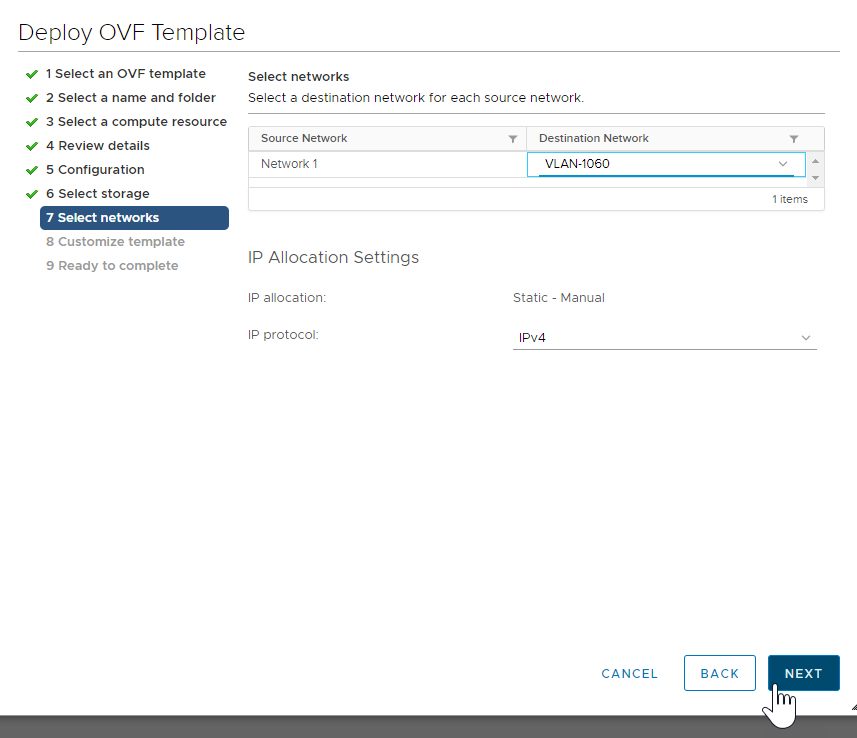 Deploy OVF Template
1 Select an OVF template
2 Select a name and folder
3 Select a compute resource
4 Review details
5 Configuration
6 Select storage
7 Select networks
8 Customize template
9 Ready to complete
Select networks
Select a destination network for each source network.
Source Network
Destination Network
Network 1
VLAN-1060
1 items
IP Allocation Settings
IP allocation:
Static - Manual
IP protocol:
IPv4
CANCEL
BACK
NEXT